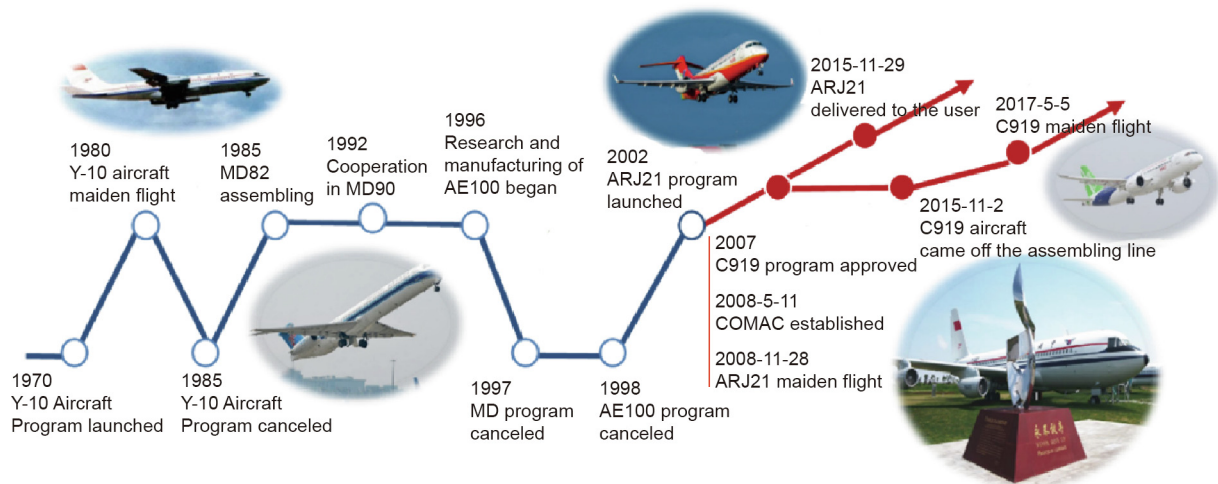 1980
Y-10 aircraft
maiden flight
1985
MD82
assembling
1992
Cooperation
in MD90
1996
Research and
manufacturing of
AE100 began
2002
ARJ21 program
launched
2015-11-29
ARJ21
delivered to the user
2017-5-5
C919 maiden flight
2015-11-2
C919 aircraft
came off the assembling line
2007
C919 program approved
2008-5-11
COMAC established
2008-11-28
ARJ21 maiden flight
1970
Y-10 Aircraft
Program launched
1985
Y-10 Aircraft
Program canceled
1997
MD program
canceled
1998
AE100 program
canceled
永不放弃